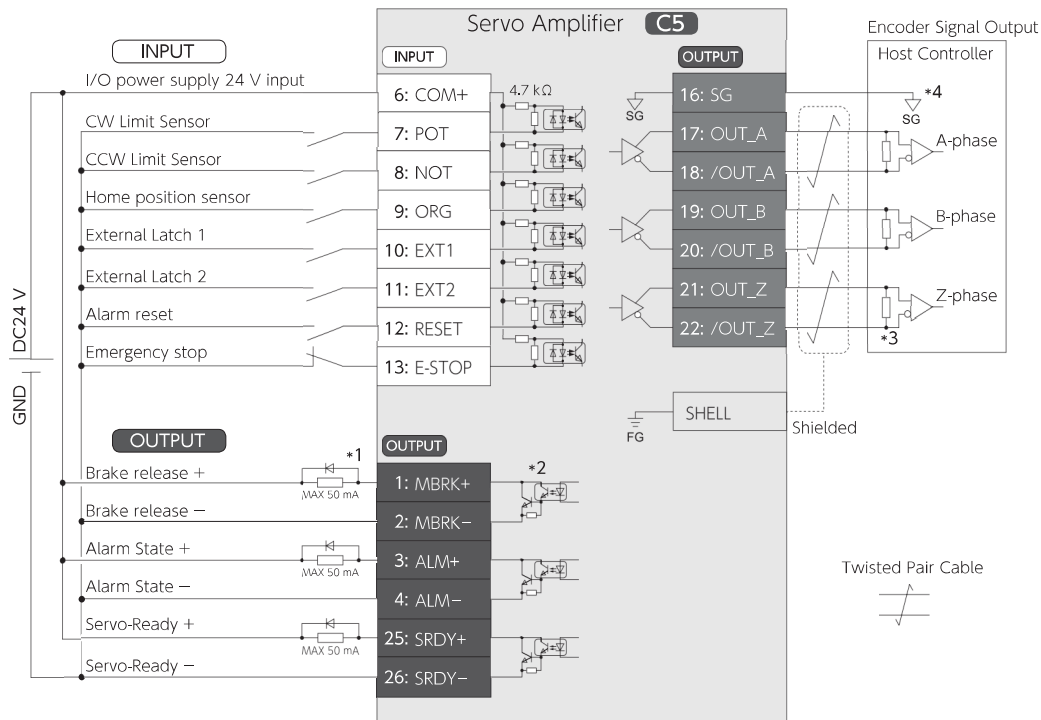 Servo Amplifier C5
Encoder Signal Output
INPUT
INPUT
OUTPUT
Host Controller
I/O power supply 24 V input
6: COM+
4.7 kΩ
SG
16: SG
SG
*4
CW Limit Sensor
7: POT
17: OUT_A
A-phase
CCW Limit Sensor
8: NOT
18: /OUT_A
Home position sensor
9: ORG
19: OUT_B
B-phase
External Latch 1
10: EXT1
20: /OUT_B
External Latch 2
11: EXT2
21: OUT_Z
Z-phase
Alarm reset
12: RESET
22: /OUT_Z
*3
Emergency stop
13: E-STOP
DC24 V
GND
FG
SHELL
Shielded
OUTPUT
OUTPUT
Brake release +
*1
MAX 50 mA
1: MBRK+
*2
Brake release −
2: MBRK−
Alarm State +
MAX 50 mA
3: ALM+
Alarm State −
4: ALM−
Servo-Ready +
MAX 50 mA
25: SRDY+
Servo-Ready −
26: SRDY−
Twisted Pair Cable